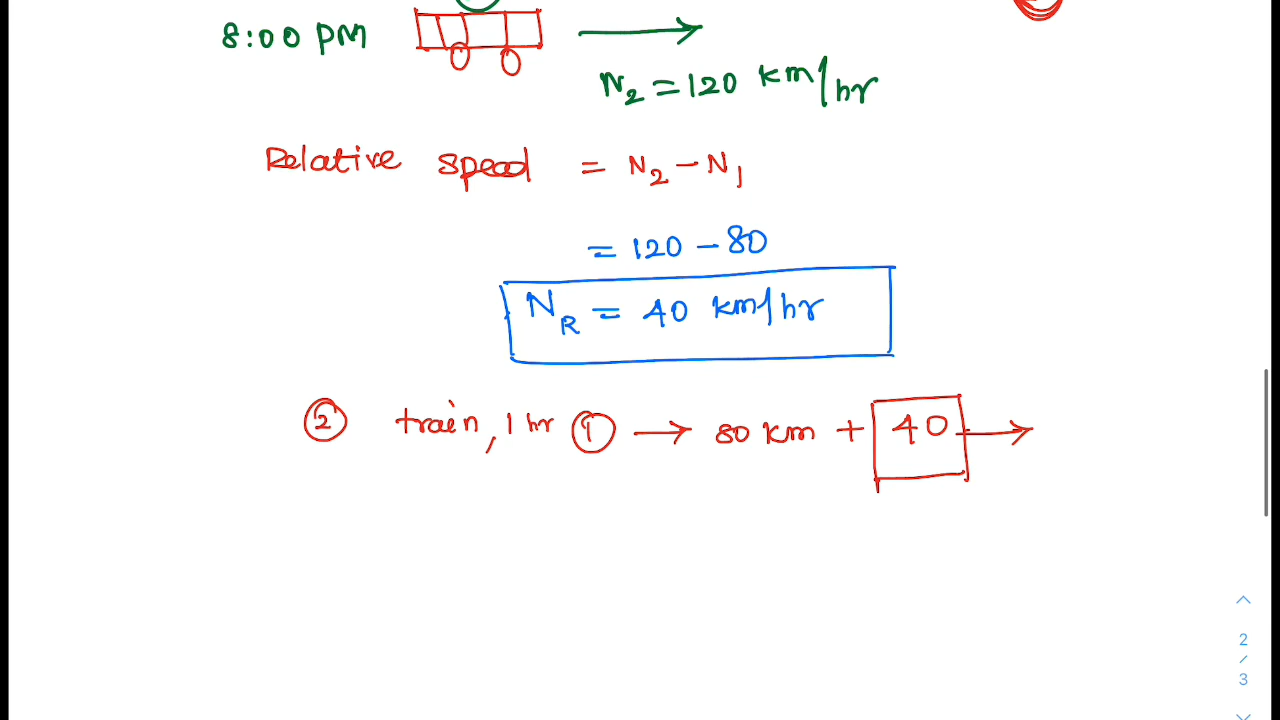 8:00 PM
N2 = 120 km/hr
Relative speed = N2 - N1
= 120 - 80
NR = 40 km/hr
② train, 1 hr ① → 80 km + 40 →
2
/
3